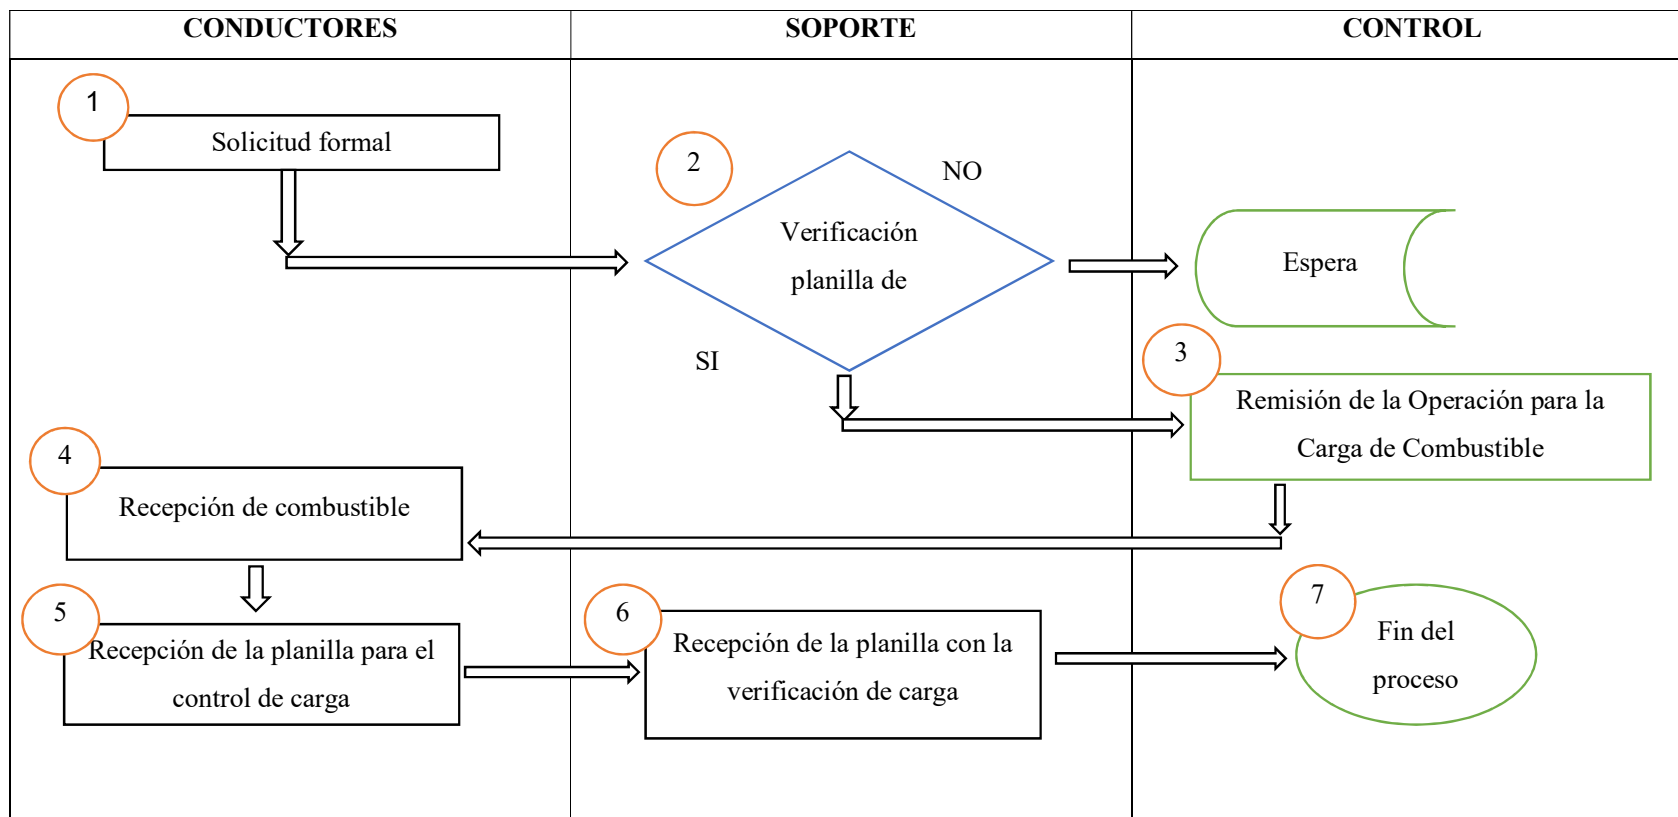 CONDUCTORES
SOPORTE
CONTROL
1
Solicitud formal
2
NO
Verificación
planilla de
SI
Espera
3
Remisión de la Operación para la
Carga de Combustible
4
Recepción de combustible
5
Recepción de la planilla para el
control de carga
6
Recepción de la planilla con la
verificación de carga
7
Fin del
proceso